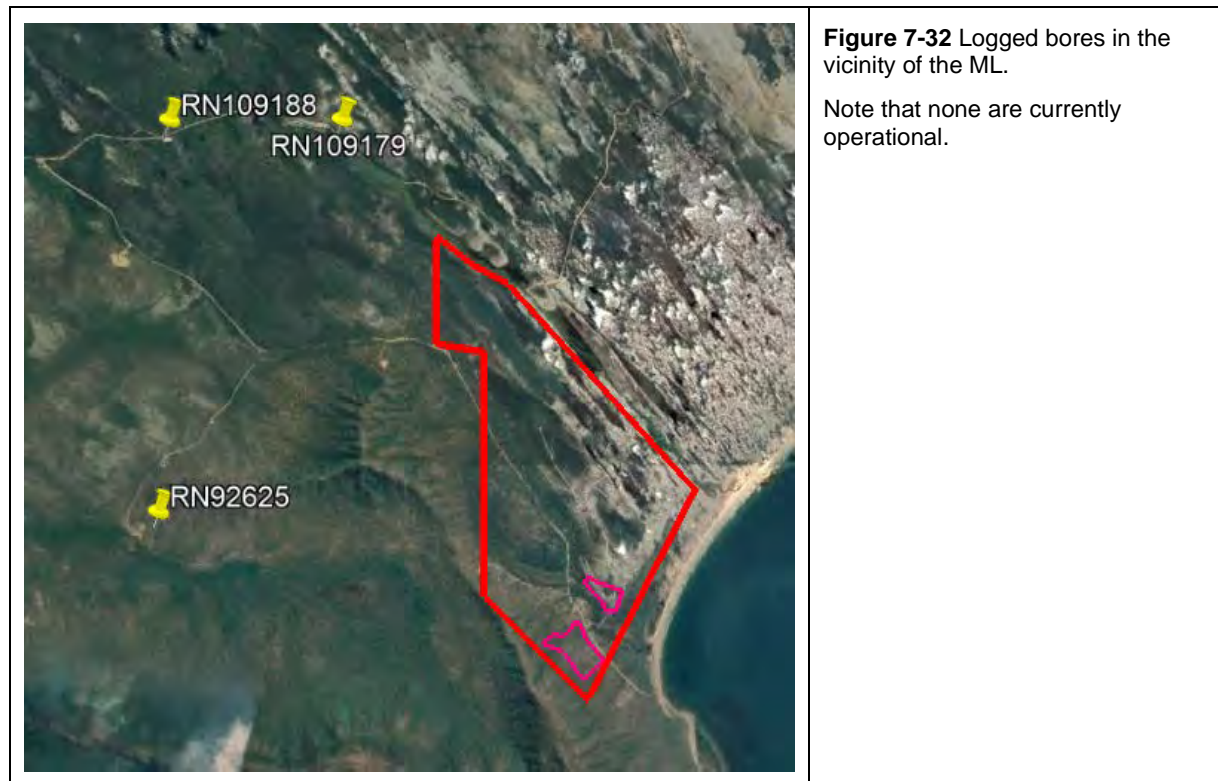 RN109188
RN109179
RN92625
Figure 7-32 Logged bores in the
vicinity of the ML.
Note that none are currently
operational.